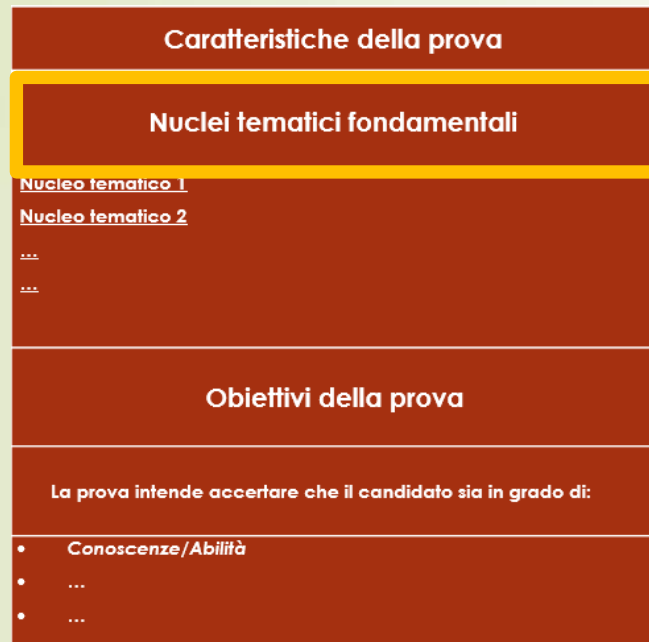 Caratteristiche della prova
Nuclei tematici fondamentali
Nucleo tematico 1
Nucleo tematico 2
...
...
Obiettivi della prova
La prova intende accertare che il candidato sia in grado di:
• Conoscenze/Abilità
• ...
• ...